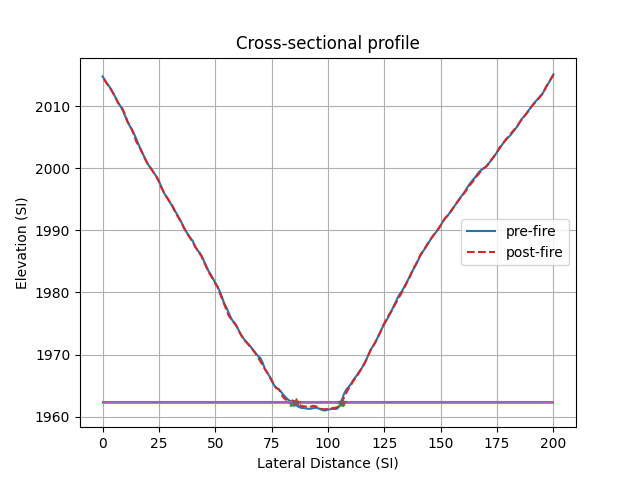 Cross-sectional profile
2010
2000
1990
1980
1970
1960
Elevation (SI)
pre-fire
post-fire
0 25 50 75 100 125 150 175 200
Lateral Distance (SI)